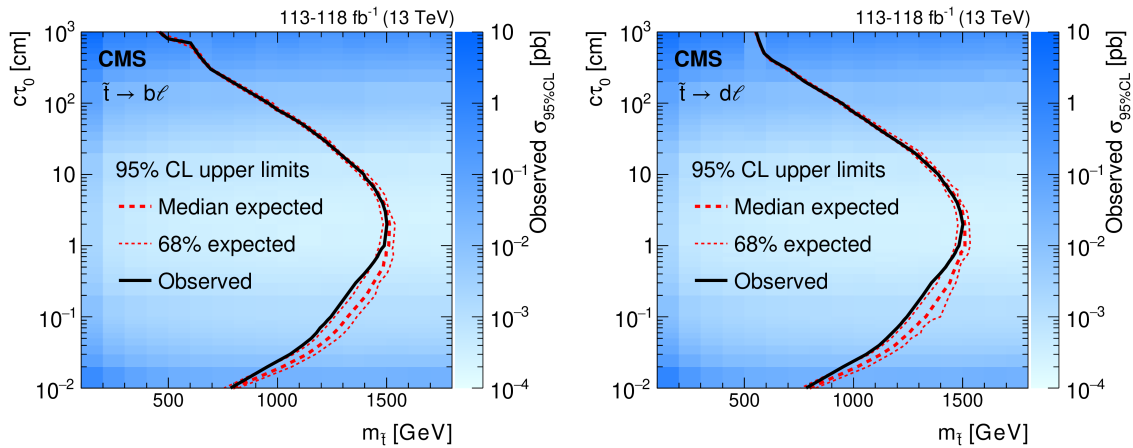 113-118 fb⁻¹ (13 TeV)
cτ₀ [cm]
10³
10²
10
1
10⁻¹
10⁻²
CMS
t̃ → bℓ
95% CL upper limits
Median expected
68% expected
Observed
500
1000
1500
m_t̃ [GeV]
10
1
10⁻¹
10⁻²
10⁻³
10⁻⁴
Observed σ_95%CL [pb]
113-118 fb⁻¹ (13 TeV)
cτ₀ [cm]
10³
10²
10
1
10⁻¹
10⁻²
CMS
t̃ → dℓ
95% CL upper limits
Median expected
68% expected
Observed
500
1000
1500
m_t̃ [GeV]
10
1
10⁻¹
10⁻²
10⁻³
10⁻⁴
Observed σ_95%CL [pb]